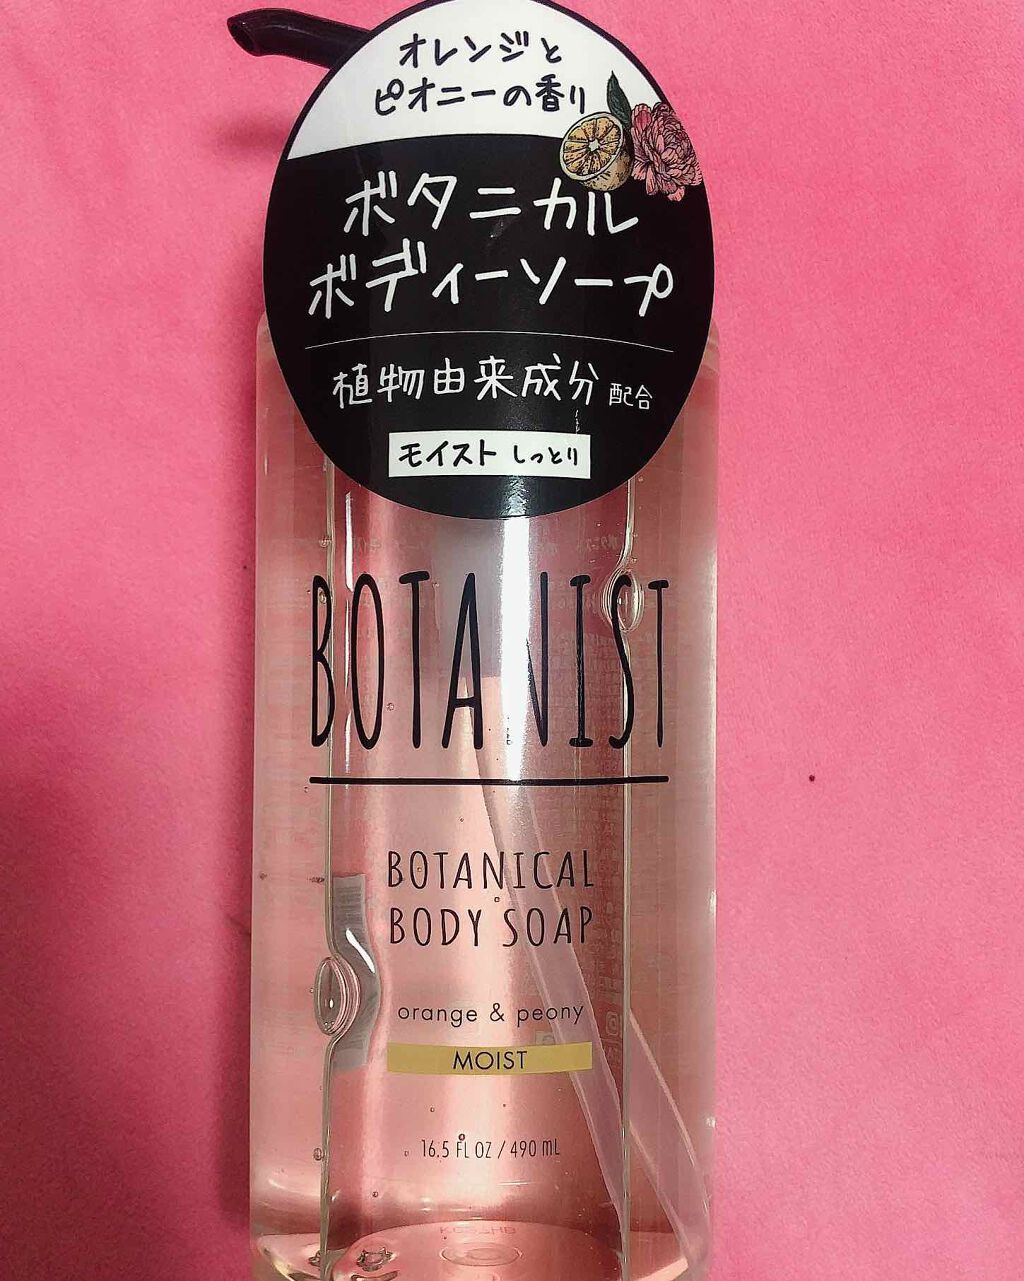 オレンジと
ピオニーの香り
ボタニカル
ボディーソープ
植物由来成分 配合
モイスト しっとり
BOTANIST
BOTANICAL
BODY SOAP
orange & peony
MOIST
16.5 FL OZ / 490 mL